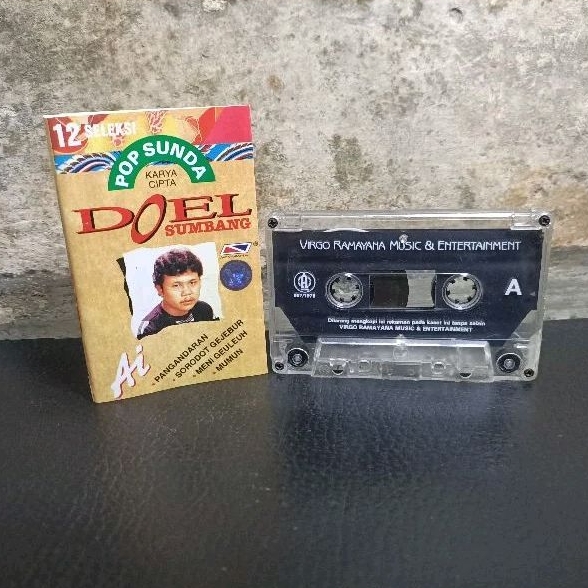 12 SELEKSI
POP SUNDA
KARYA
CIPTA
DOEL
SUMBANG
®
Ai
• PANGANDARAN
• SORODOT GEJEBUR
• MENI GEULEUH
• MUMUN
VIRGO RAMAYANA MUSIC & ENTERTAINMENT
A
Dilarang mengkopi isi rekaman pada kaset ini tanpa seizin
VIRGO RAMAYANA MUSIC & ENTERTAINMENT